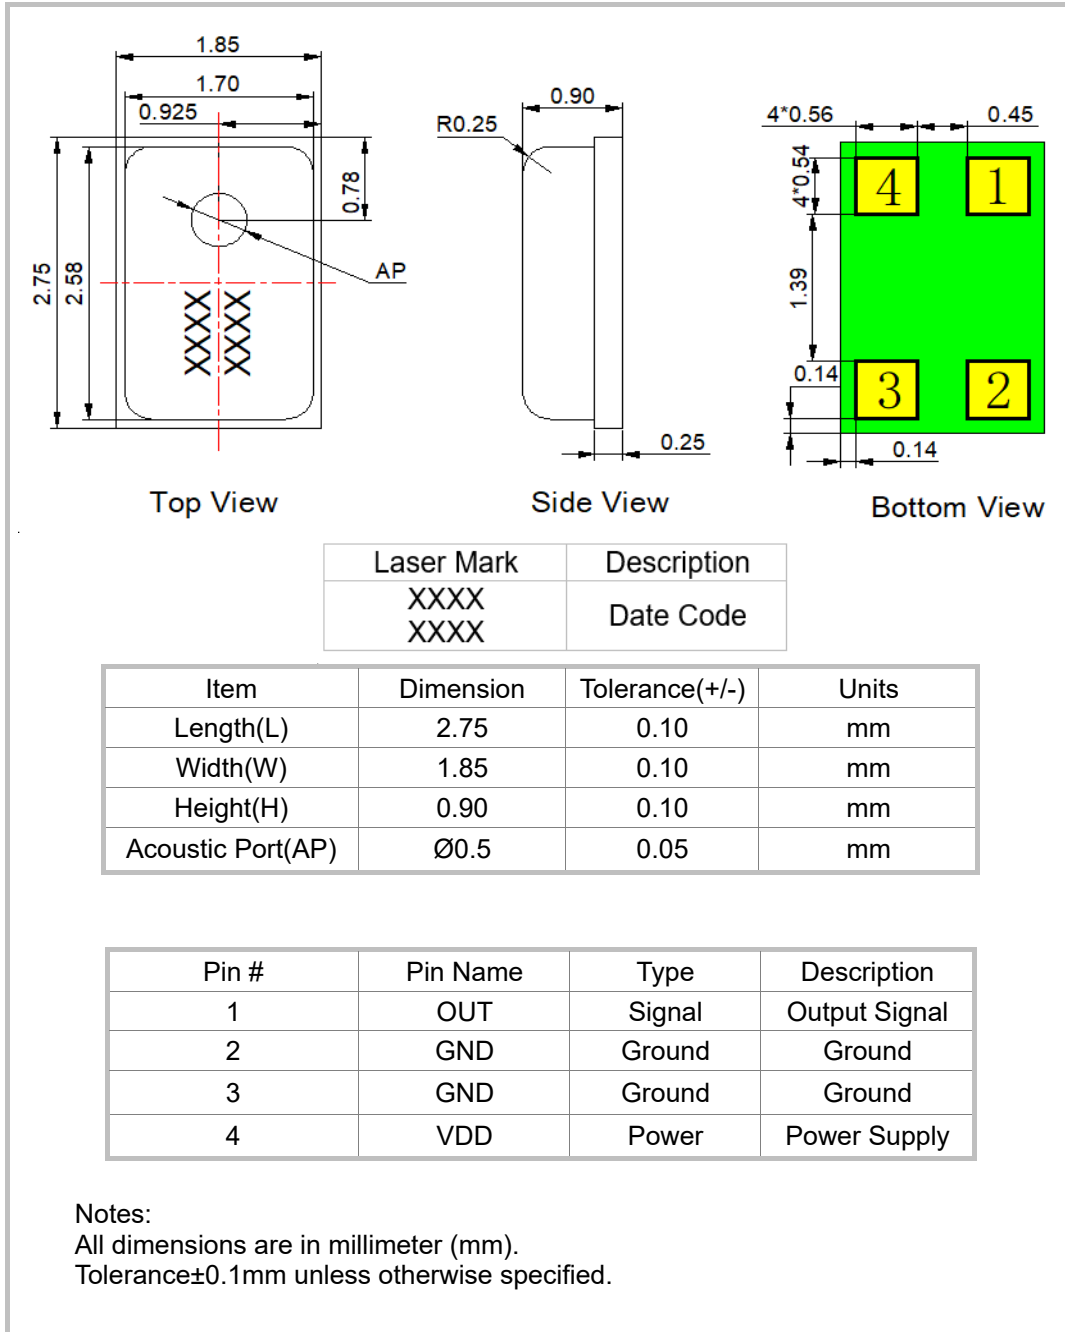 1.85
1.70
0.925
0.78
2.75
2.58
AP
XXXX
XXXX
Top View
0.90
R0.25
0.25
Side View
4*0.56
0.45
4*0.54
4
1
1.39
0.14
3
2
0.14
Bottom View
Laser Mark Description
XXXX
XXXX
Date Code
Item Dimension Tolerance(+/-) Units
Length(L) 2.75 0.10 mm
Width(W) 1.85 0.10 mm
Height(H) 0.90 0.10 mm
Acoustic Port(AP) Ø0.5 0.05 mm
Pin # Pin Name Type Description
1 OUT Signal Output Signal
2 GND Ground Ground
3 GND Ground Ground
4 VDD Power Power Supply
Notes:
All dimensions are in millimeter (mm).
Tolerance±0.1mm unless otherwise specified.